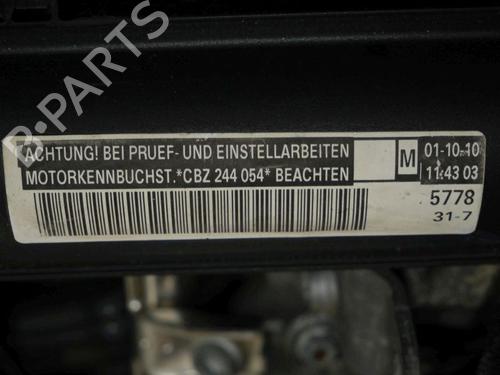 B-PARTS
ACHTUNG! BEI PRUEF- UND EINSTELLARBEITEN
MOTORKENNBUCHST.*CBZ 244 054* BEACHTEN
M
01-10-10
11:43 03
5778
31-7